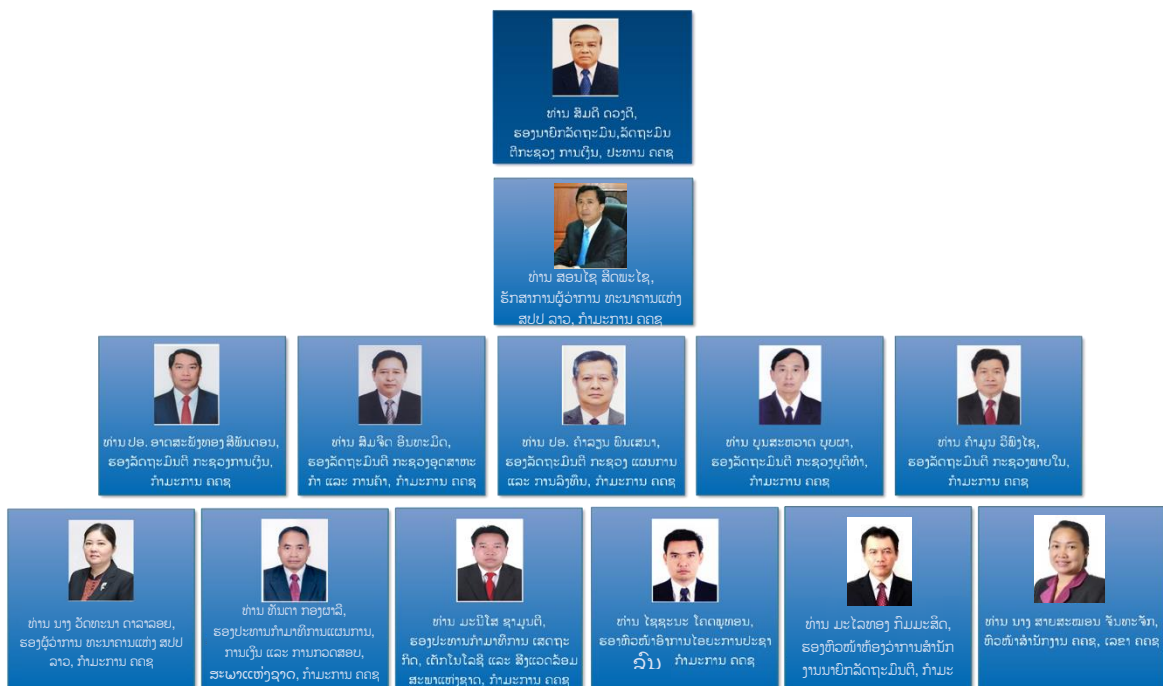 ທ່ານ ສົມດີ ດວງດີ,
ຮອງນາຍົກລັດຖະມົນ,ລັດຖະມົນ
ຕີກະຊວງ ການເງິນ, ປະທານ ຄຄຊ
ທ່ານ ສອນໄຊ ສິດພະໄຊ,
ຮັກສາການຜູ້ວ່າການ ທະນາຄານແຫ່ງ
ສປປ ລາວ, ກຳມະການ ຄຄຊ
ທ່ານ ປອ. ອາດສະພັງທອງ ສີພັນດອນ,
ຮອງລັດຖະມົນຕີ ກະຊວງການເງິນ,
ກຳມະການ ຄຄຊ
ທ່ານ ສົມຈິດ ອິນທະມິດ,
ຮອງລັດຖະມົນຕີ ກະຊວງອຸດສາຫະ
ກຳ ແລະ ການຄ້າ, ກຳມະການ ຄຄຊ
ທ່ານ ປອ. ຄຳລຽນ ພົນເສນາ,
ຮອງລັດຖະມົນຕີ ກະຊວງ ແຜນການ
ແລະ ການລົງທຶນ, ກຳມະການ ຄຄຊ
ທ່ານ ບຸນສະຫວາດ ບຸບຜາ,
ຮອງລັດຖະມົນຕີ ກະຊວງຍຸຕິທຳ,
ກຳມະການ ຄຄຊ
ທ່ານ ຄຳມູນ ວິພົງໄຊ,
ຮອງລັດຖະມົນຕີ ກະຊວງພາຍໃນ,
ກຳມະການ ຄຄຊ
ທ່ານ ນາງ ວັດທະນາ ດາລາລອຍ,
ຮອງຜູ້ວ່າການ ທະນາຄານແຫ່ງ ສປປ
ລາວ, ກຳມະການ ຄຄຊ
ທ່ານ ທັນຕາ ກອງຜາລີ,
ຮອງປະທານກຳມາທິການແຜນການ,
ການເງິນ ແລະ ການກວດສອບ,
ສະພາແຫ່ງຊາດ, ກຳມະການ ຄຄຊ
ທ່ານ ມະນີໂສ ຊາມຸນຕີ,
ຮອງປະທານກຳມາທິການ ເສດຖະ
ກິດ, ເຕັກໂນໂລຊີ ແລະ ສິ່ງແວດລ້ອມ
ສະພາແຫ່ງຊາດ, ກຳມະການ ຄຄຊ
ທ່ານ ໄຊຊະນະ ໂຄດພູທອນ,
ຮອງຫົວໜ້າອົງການໄອຍະການປະຊາ
ຊົນ ກຳມະການ ຄຄຊ
ທ່ານ ມະໄລທອງ ກົມມະສິດ,
ຮອງຫົວໜ້າຫ້ອງວ່າການສຳນັກ
ງານນາຍົກລັດຖະມົນຕີ, ກຳມະ
ທ່ານ ນາງ ສາຍສະໝອນ ຈັນທະຈັກ,
ຫົວໜ້າສຳນັກງານ ຄຄຊ, ເລຂາ ຄຄຊ